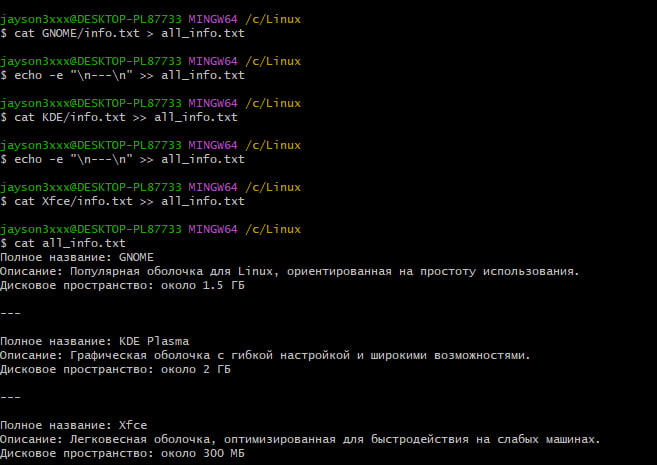 jayson3xxx@DESKTOP-PL87733 MINGW64 /c/Linux
$ cat GNOME/info.txt > all_info.txt
jayson3xxx@DESKTOP-PL87733 MINGW64 /c/Linux
$ echo -e "\n---\n" >> all_info.txt
jayson3xxx@DESKTOP-PL87733 MINGW64 /c/Linux
$ cat KDE/info.txt >> all_info.txt
jayson3xxx@DESKTOP-PL87733 MINGW64 /c/Linux
$ echo -e "\n---\n" >> all_info.txt
jayson3xxx@DESKTOP-PL87733 MINGW64 /c/Linux
$ cat Xfce/info.txt >> all_info.txt
jayson3xxx@DESKTOP-PL87733 MINGW64 /c/Linux
$ cat all_info.txt
Полное название: GNOME
Описание: Популярная оболочка для Linux, ориентированная на простоту использования.
Дисковое пространство: около 1.5 ГБ
---
Полное название: KDE Plasma
Описание: Графическая оболочка с гибкой настройкой и широкими возможностями.
Дисковое пространство: около 2 ГБ
---
Полное название: Xfce
Описание: Легковесная оболочка, оптимизированная для быстродействия на слабых машинах.
Дисковое пространство: около 300 МБ